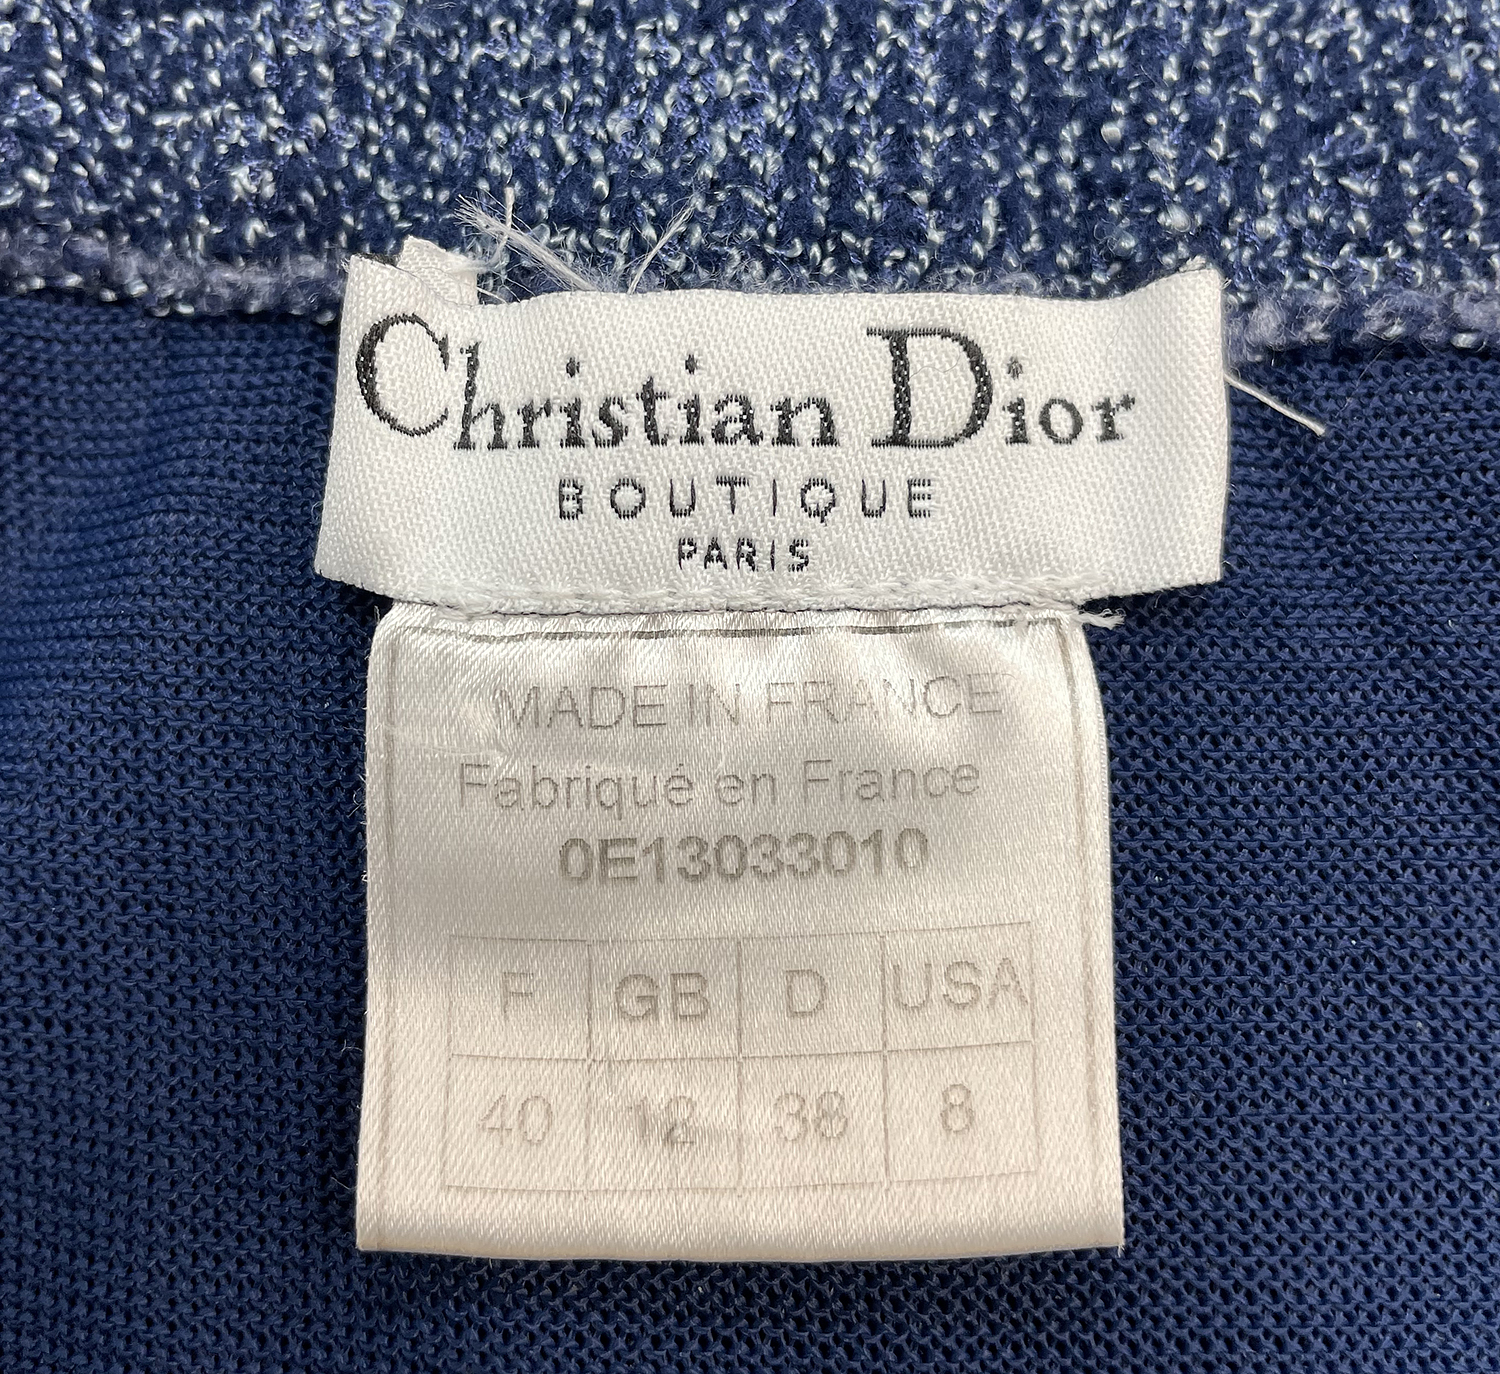 Christian Dior
BOUTIQUE
PARIS
MADE IN FRANCE
Fabriqué en France
0E13033010
F GB D USA
40 12 38 8